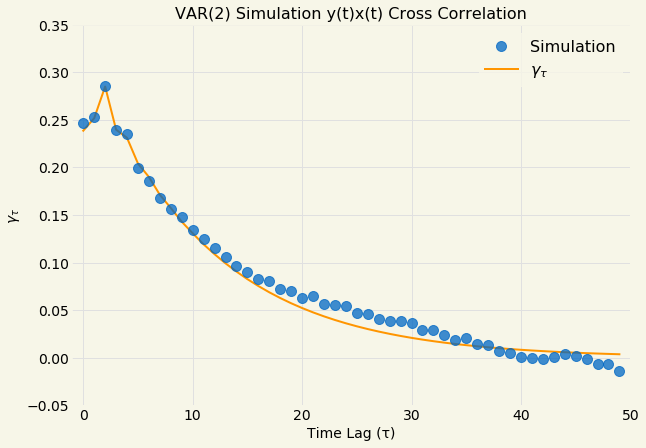 VAR(2) Simulation y(t)x(t) Cross Correlation
0.35
0.30
0.25
0.20
0.15
0.10
0.05
0.00
−0.05
γτ
Simulation
γτ
0 10 20 30 40 50
Time Lag (τ)